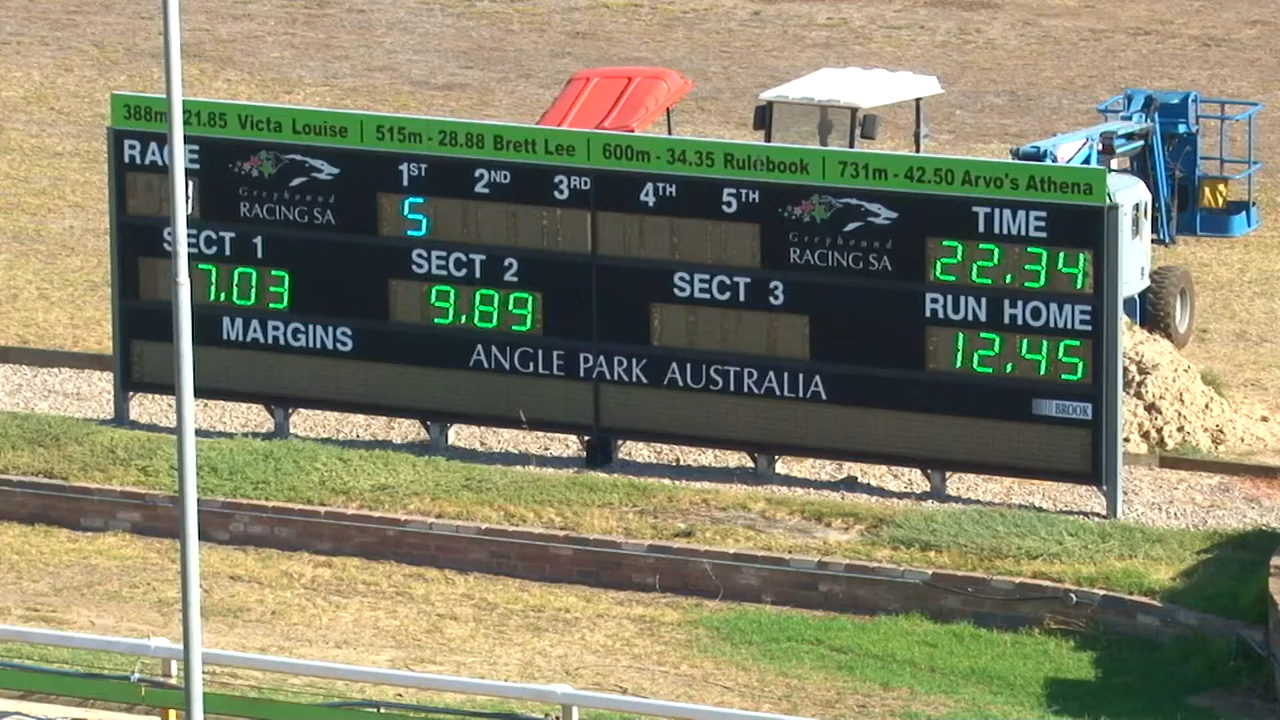 388m 21.85 Victa Louise | 515m - 28.88 Brett Lee | 600m - 34.35 Rulebook | 731m - 42.50 Arvo's Athena
RACE
Greyhound
RACING SA
1ST 2ND 3RD 4TH 5TH
5
Greyhound
RACING SA
TIME
22.34
SECT 1
7.03
SECT 2
9.89
SECT 3
RUN HOME
12.45
MARGINS
ANGLE PARK AUSTRALIA
BROOK